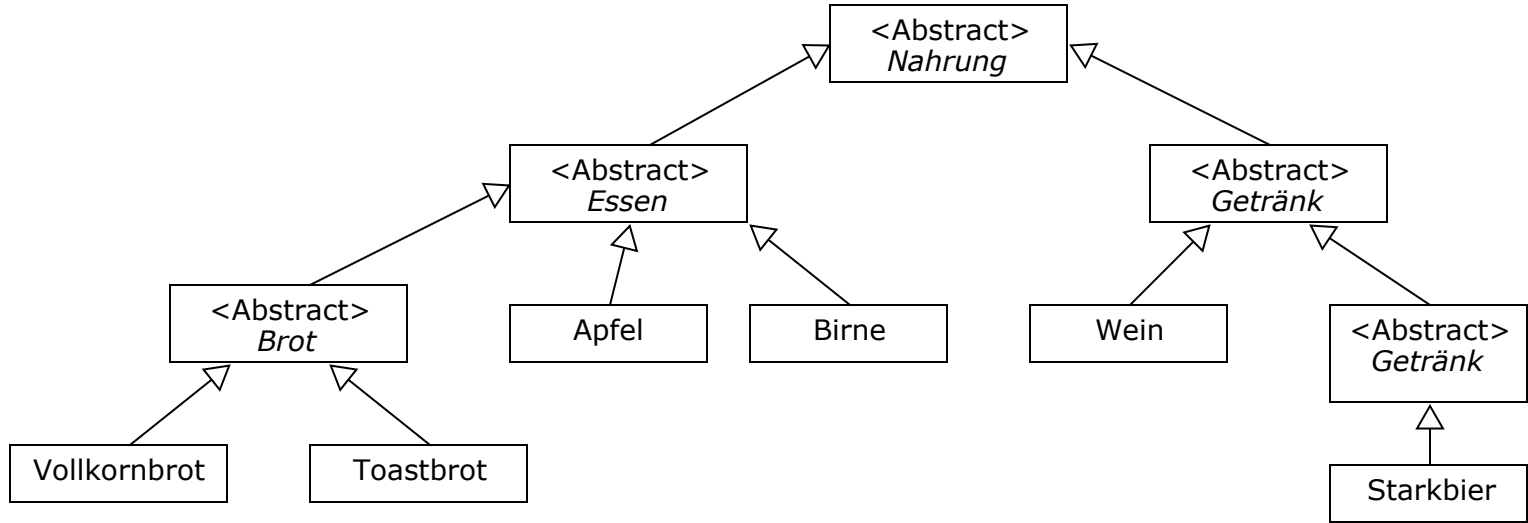 <Abstract>
Nahrung
<Abstract>
Essen
<Abstract>
Getränk
<Abstract>
Brot
Apfel
Birne
Wein
<Abstract>
Getränk
Vollkornbrot
Toastbrot
Starkbier